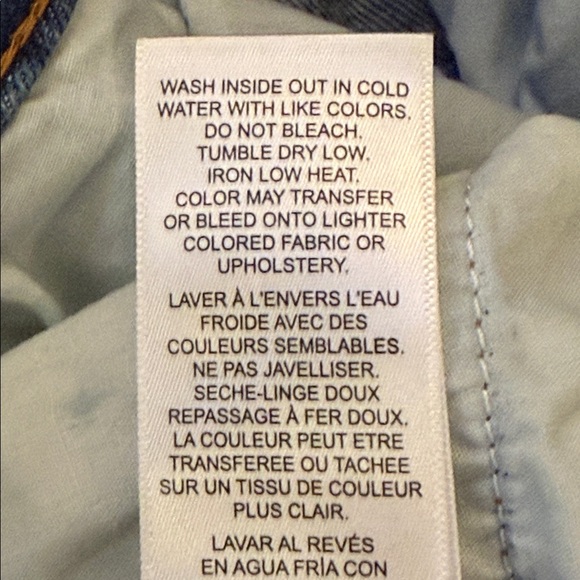 WASH INSIDE OUT IN COLD
WATER WITH LIKE COLORS.
DO NOT BLEACH.
TUMBLE DRY LOW.
IRON LOW HEAT.
COLOR MAY TRANSFER
OR BLEED ONTO LIGHTER
COLORED FABRIC OR
UPHOLSTERY.
LAVER À L'ENVERS L'EAU
FROIDE AVEC DES
COULEURS SEMBLABLES.
NE PAS JAVELLISER.
SECHE-LINGE DOUX
REPASSAGE À FER DOUX.
LA COULEUR PEUT ETRE
TRANSFEREE OU TACHEE
SUR UN TISSU DE COULEUR
PLUS CLAIR.
LAVAR AL REVÉS
EN AGUA FRÌA CON